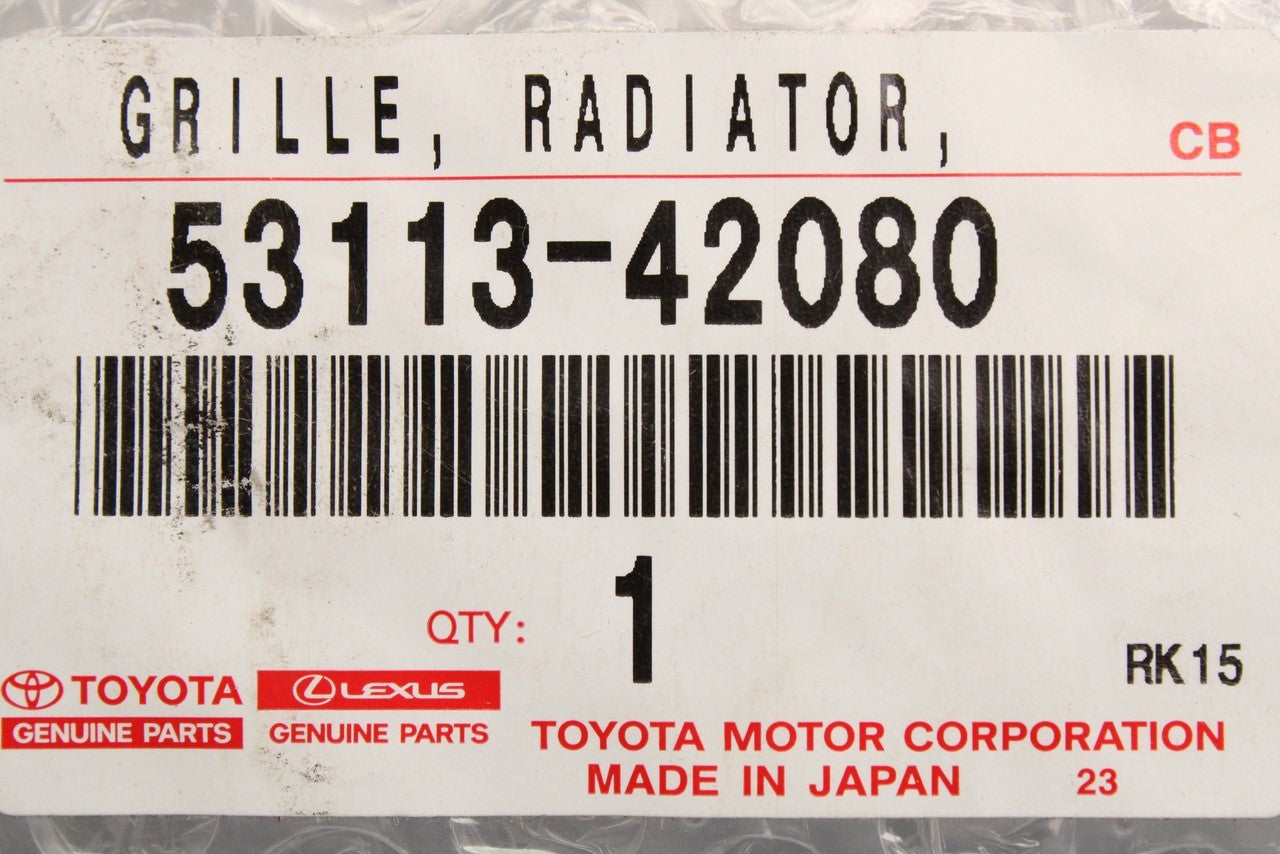 GRILLE, RADIATOR,
CB
53113-42080
QTY: 1
RK15
TOYOTA
GENUINE PARTS
LEXUS
GENUINE PARTS
TOYOTA MOTOR CORPORATION
MADE IN JAPAN 23